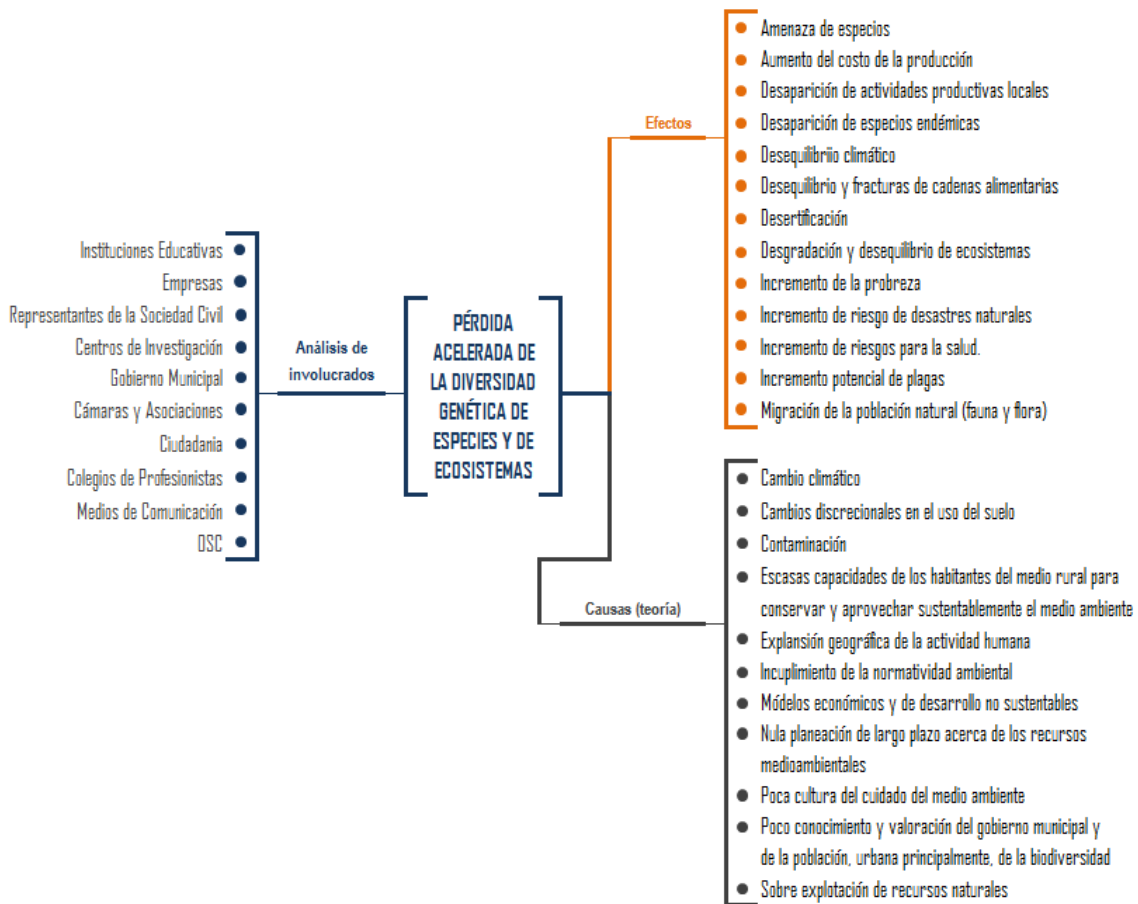 Instituciones Educativas
Empresas
Representantes de la Sociedad Civil
Centros de Investigación
Gobierno Municipal
Cámaras y Asociaciones
Ciudadania
Colegios de Profesionistas
Medios de Comunicación
OSC
Análisis de
involucrados
PÉRDIDA
ACELERADA DE
LA DIVERSIDAD
GENÉTICA DE
ESPECIES Y DE
ECOSISTEMAS
Efectos
Amenaza de especies
Aumento del costo de la producción
Desaparición de actividades productivas locales
Desaparición de especios endémicas
Desequilibriio climático
Desequilibrio y fracturas de cadenas alimentarias
Desertificación
Desgradación y desequilibrio de ecosistemas
Incremento de la probreza
Incremento de riesgo de desastres naturales
Incremento de riesgos para la salud.
Incremento potencial de plagas
Migración de la población natural (fauna y flora)
Causas (teoría)
Cambio climático
Cambios discrecionales en el uso del suelo
Contaminación
Escasas capacidades de los habitantes del medio rural para
conservar y aprovechar sustentablemente el medio ambiente
Explansión geográfica de la actividad humana
Incuplimiento de la normatividad ambiental
Módelos económicos y de desarrollo no sustentables
Nula planeación de largo plazo acerca de los recursos
medioambientales
Poca cultura del cuidado del medio ambiente
Poco conocimiento y valoración del gobierno municipal y
de la población, urbana principalmente, de la biodiversidad
Sobre explotación de recursos naturales